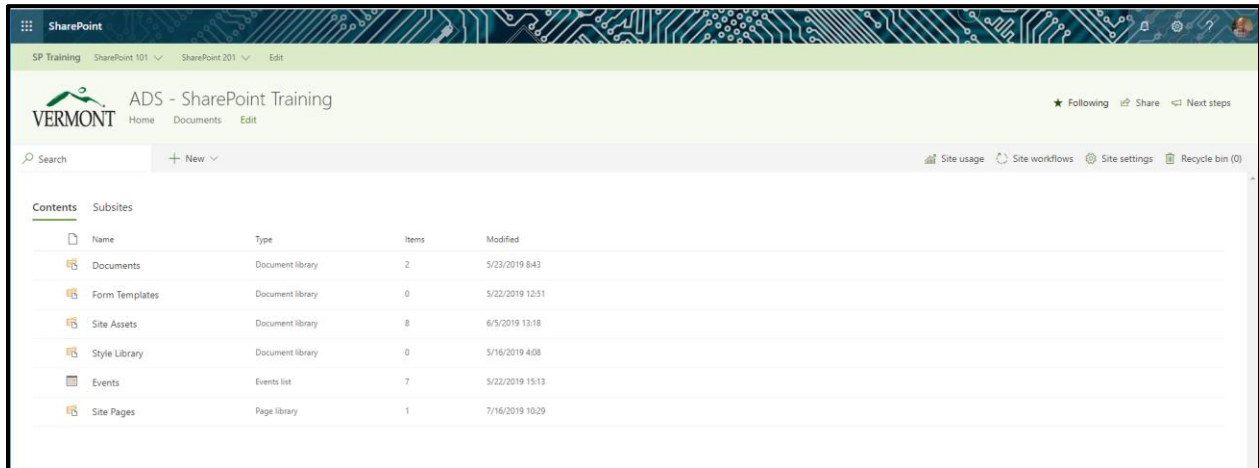 SharePoint
SP Training SharePoint 101 SharePoint 201 Edit
VERMONT
ADS - SharePoint Training
Home Documents Edit
Following Share Next steps
Search New Site usage Site workflows Site settings Recycle bin (0)
Contents Subsites
Name Type Items Modified
Documents Document library 2 5/23/2019 8:43
Form Templates Document library 0 5/22/2019 12:51
Site Assets Document library 8 6/5/2019 13:18
Style Library Document library 0 5/16/2019 4:08
Events Events list 7 5/22/2019 15:13
Site Pages Page library 1 7/16/2019 10:29